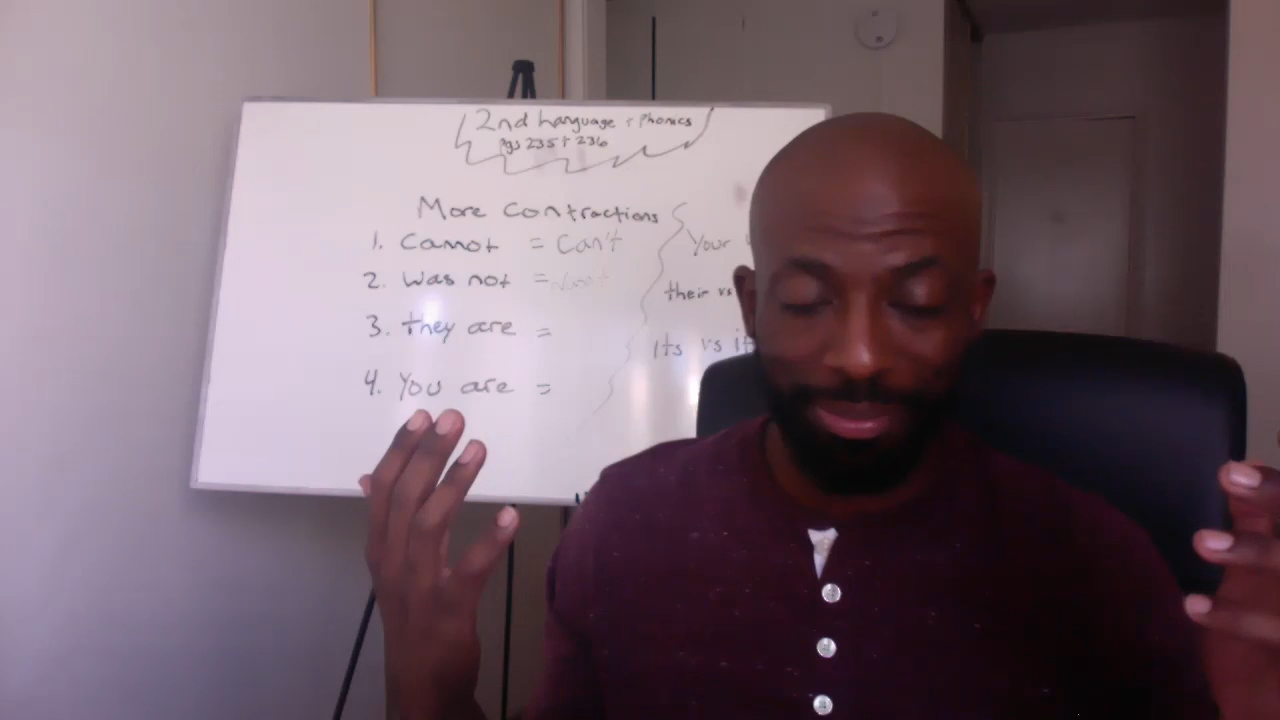 2nd Language & Phonics
Pgs 235 + 236
More Contractions
1. Cannot = Can't
2. Was not =
3. they are =
4. You are =
Your
their vs
Its vs it